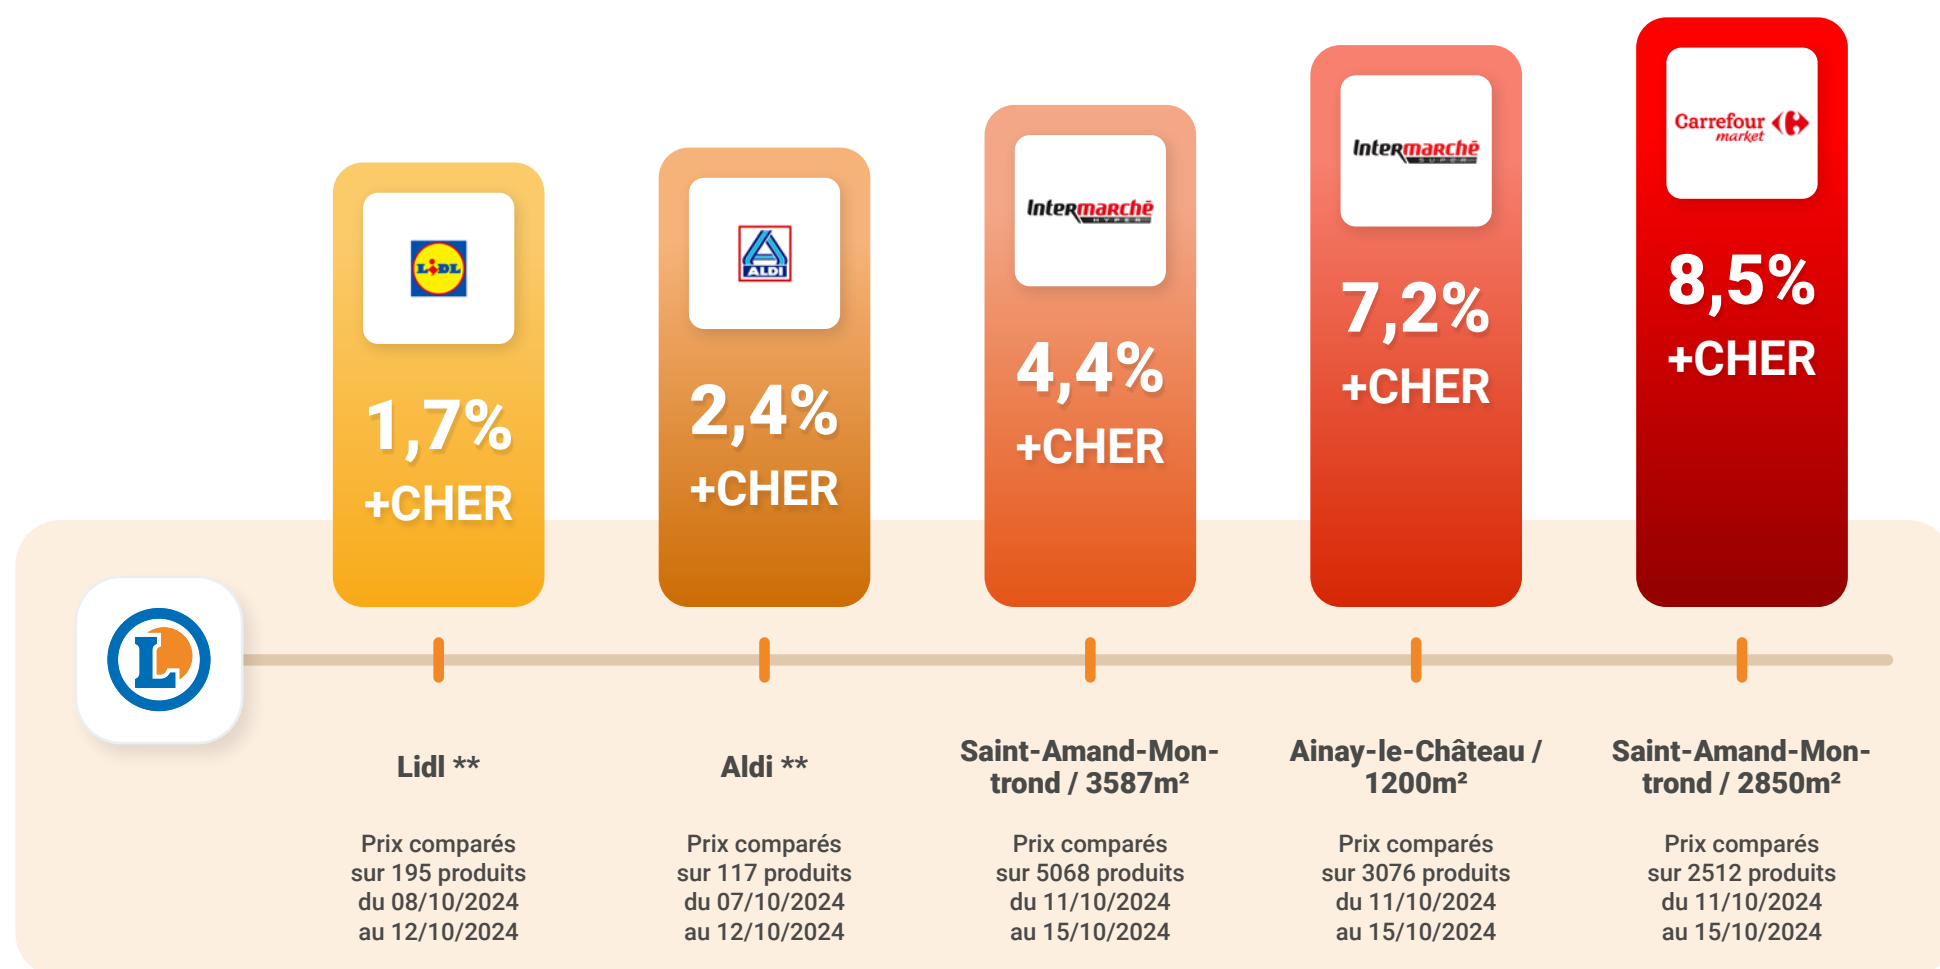 LIDL
1,7%
+CHER
ALDI
2,4%
+CHER
Intermarchē
HYPER
4,4%
+CHER
Intermarchē
SUPER
7,2%
+CHER
Carrefour
market
8,5%
+CHER
L
Lidl **
Prix comparés
sur 195 produits
du 08/10/2024
au 12/10/2024
Aldi **
Prix comparés
sur 117 produits
du 07/10/2024
au 12/10/2024
Saint-Amand-Mon-
trond / 3587m²
Prix comparés
sur 5068 produits
du 11/10/2024
au 15/10/2024
Ainay-le-Château /
1200m²
Prix comparés
sur 3076 produits
du 11/10/2024
au 15/10/2024
Saint-Amand-Mon-
trond / 2850m²
Prix comparés
sur 2512 produits
du 11/10/2024
au 15/10/2024